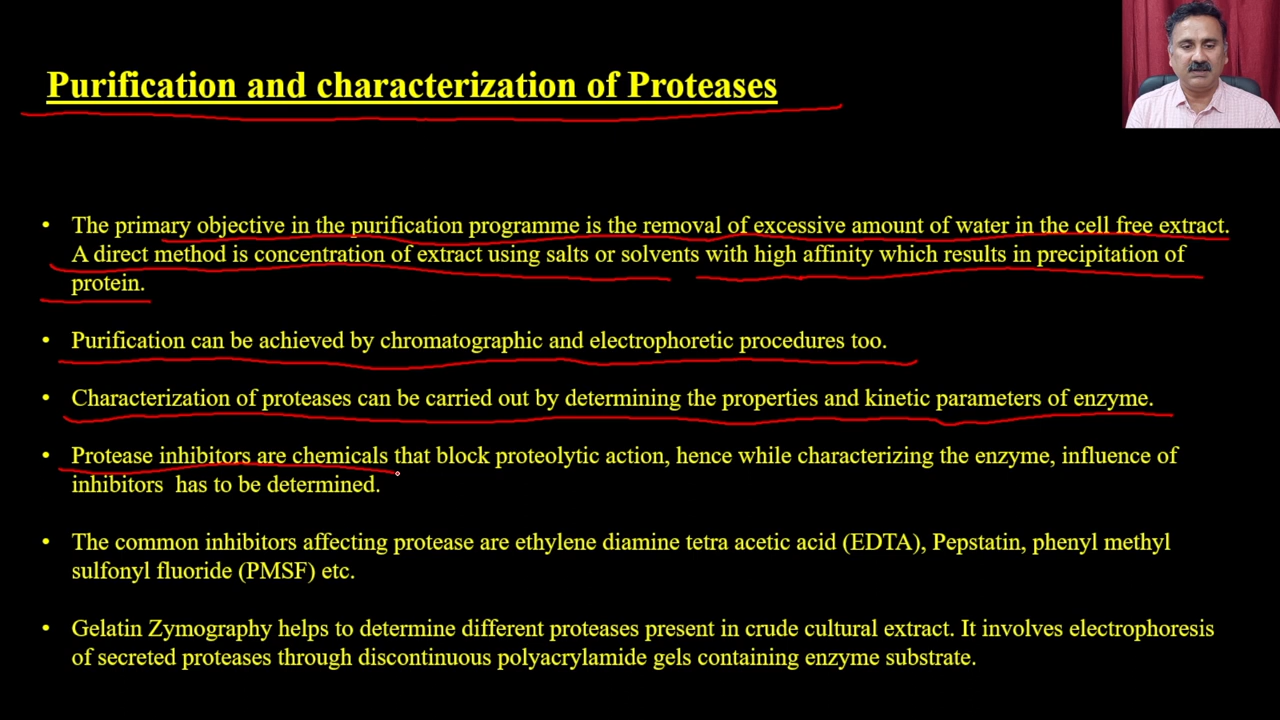 Purification and characterization of Proteases
• The primary objective in the purification programme is the removal of excessive amount of water in the cell free extract.
A direct method is concentration of extract using salts or solvents with high affinity which results in precipitation of
protein.
• Purification can be achieved by chromatographic and electrophoretic procedures too.
• Characterization of proteases can be carried out by determining the properties and kinetic parameters of enzyme.
• Protease inhibitors are chemicals that block proteolytic action, hence while characterizing the enzyme, influence of
inhibitors has to be determined.
• The common inhibitors affecting protease are ethylene diamine tetra acetic acid (EDTA), Pepstatin, phenyl methyl
sulfonyl fluoride (PMSF) etc.
• Gelatin Zymography helps to determine different proteases present in crude cultural extract. It involves electrophoresis
of secreted proteases through discontinuous polyacrylamide gels containing enzyme substrate.